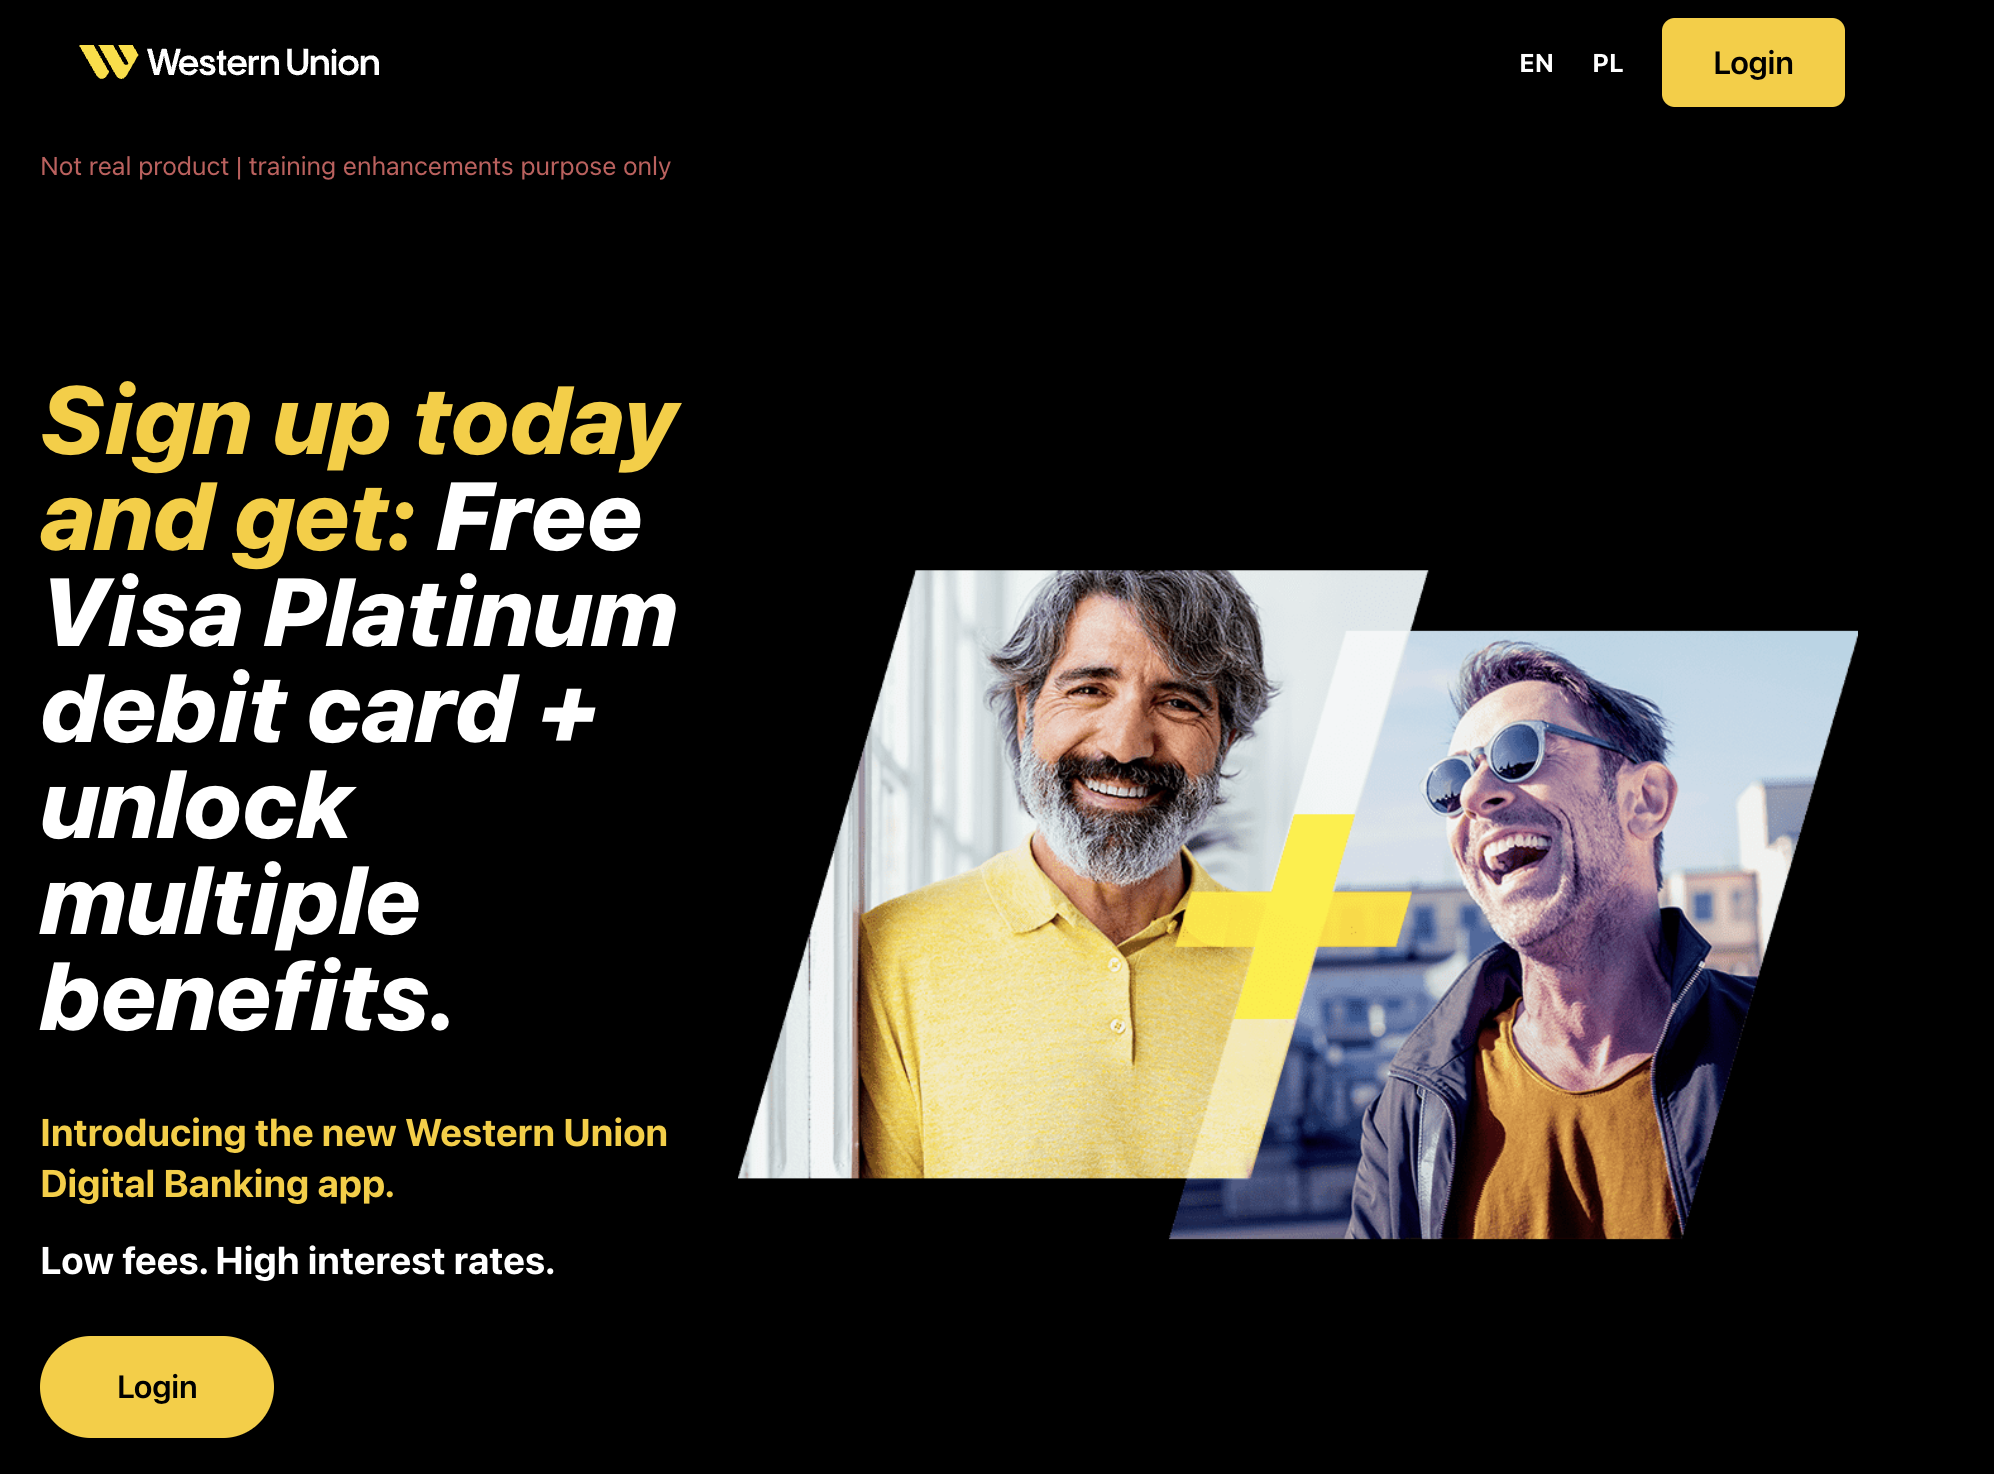 Western Union
EN PL Login
Not real product | training enhancements purpose only
Sign up today
and get: Free
Visa Platinum
debit card +
unlock
multiple
benefits.
Introducing the new Western Union
Digital Banking app.
Low fees. High interest rates.
Login